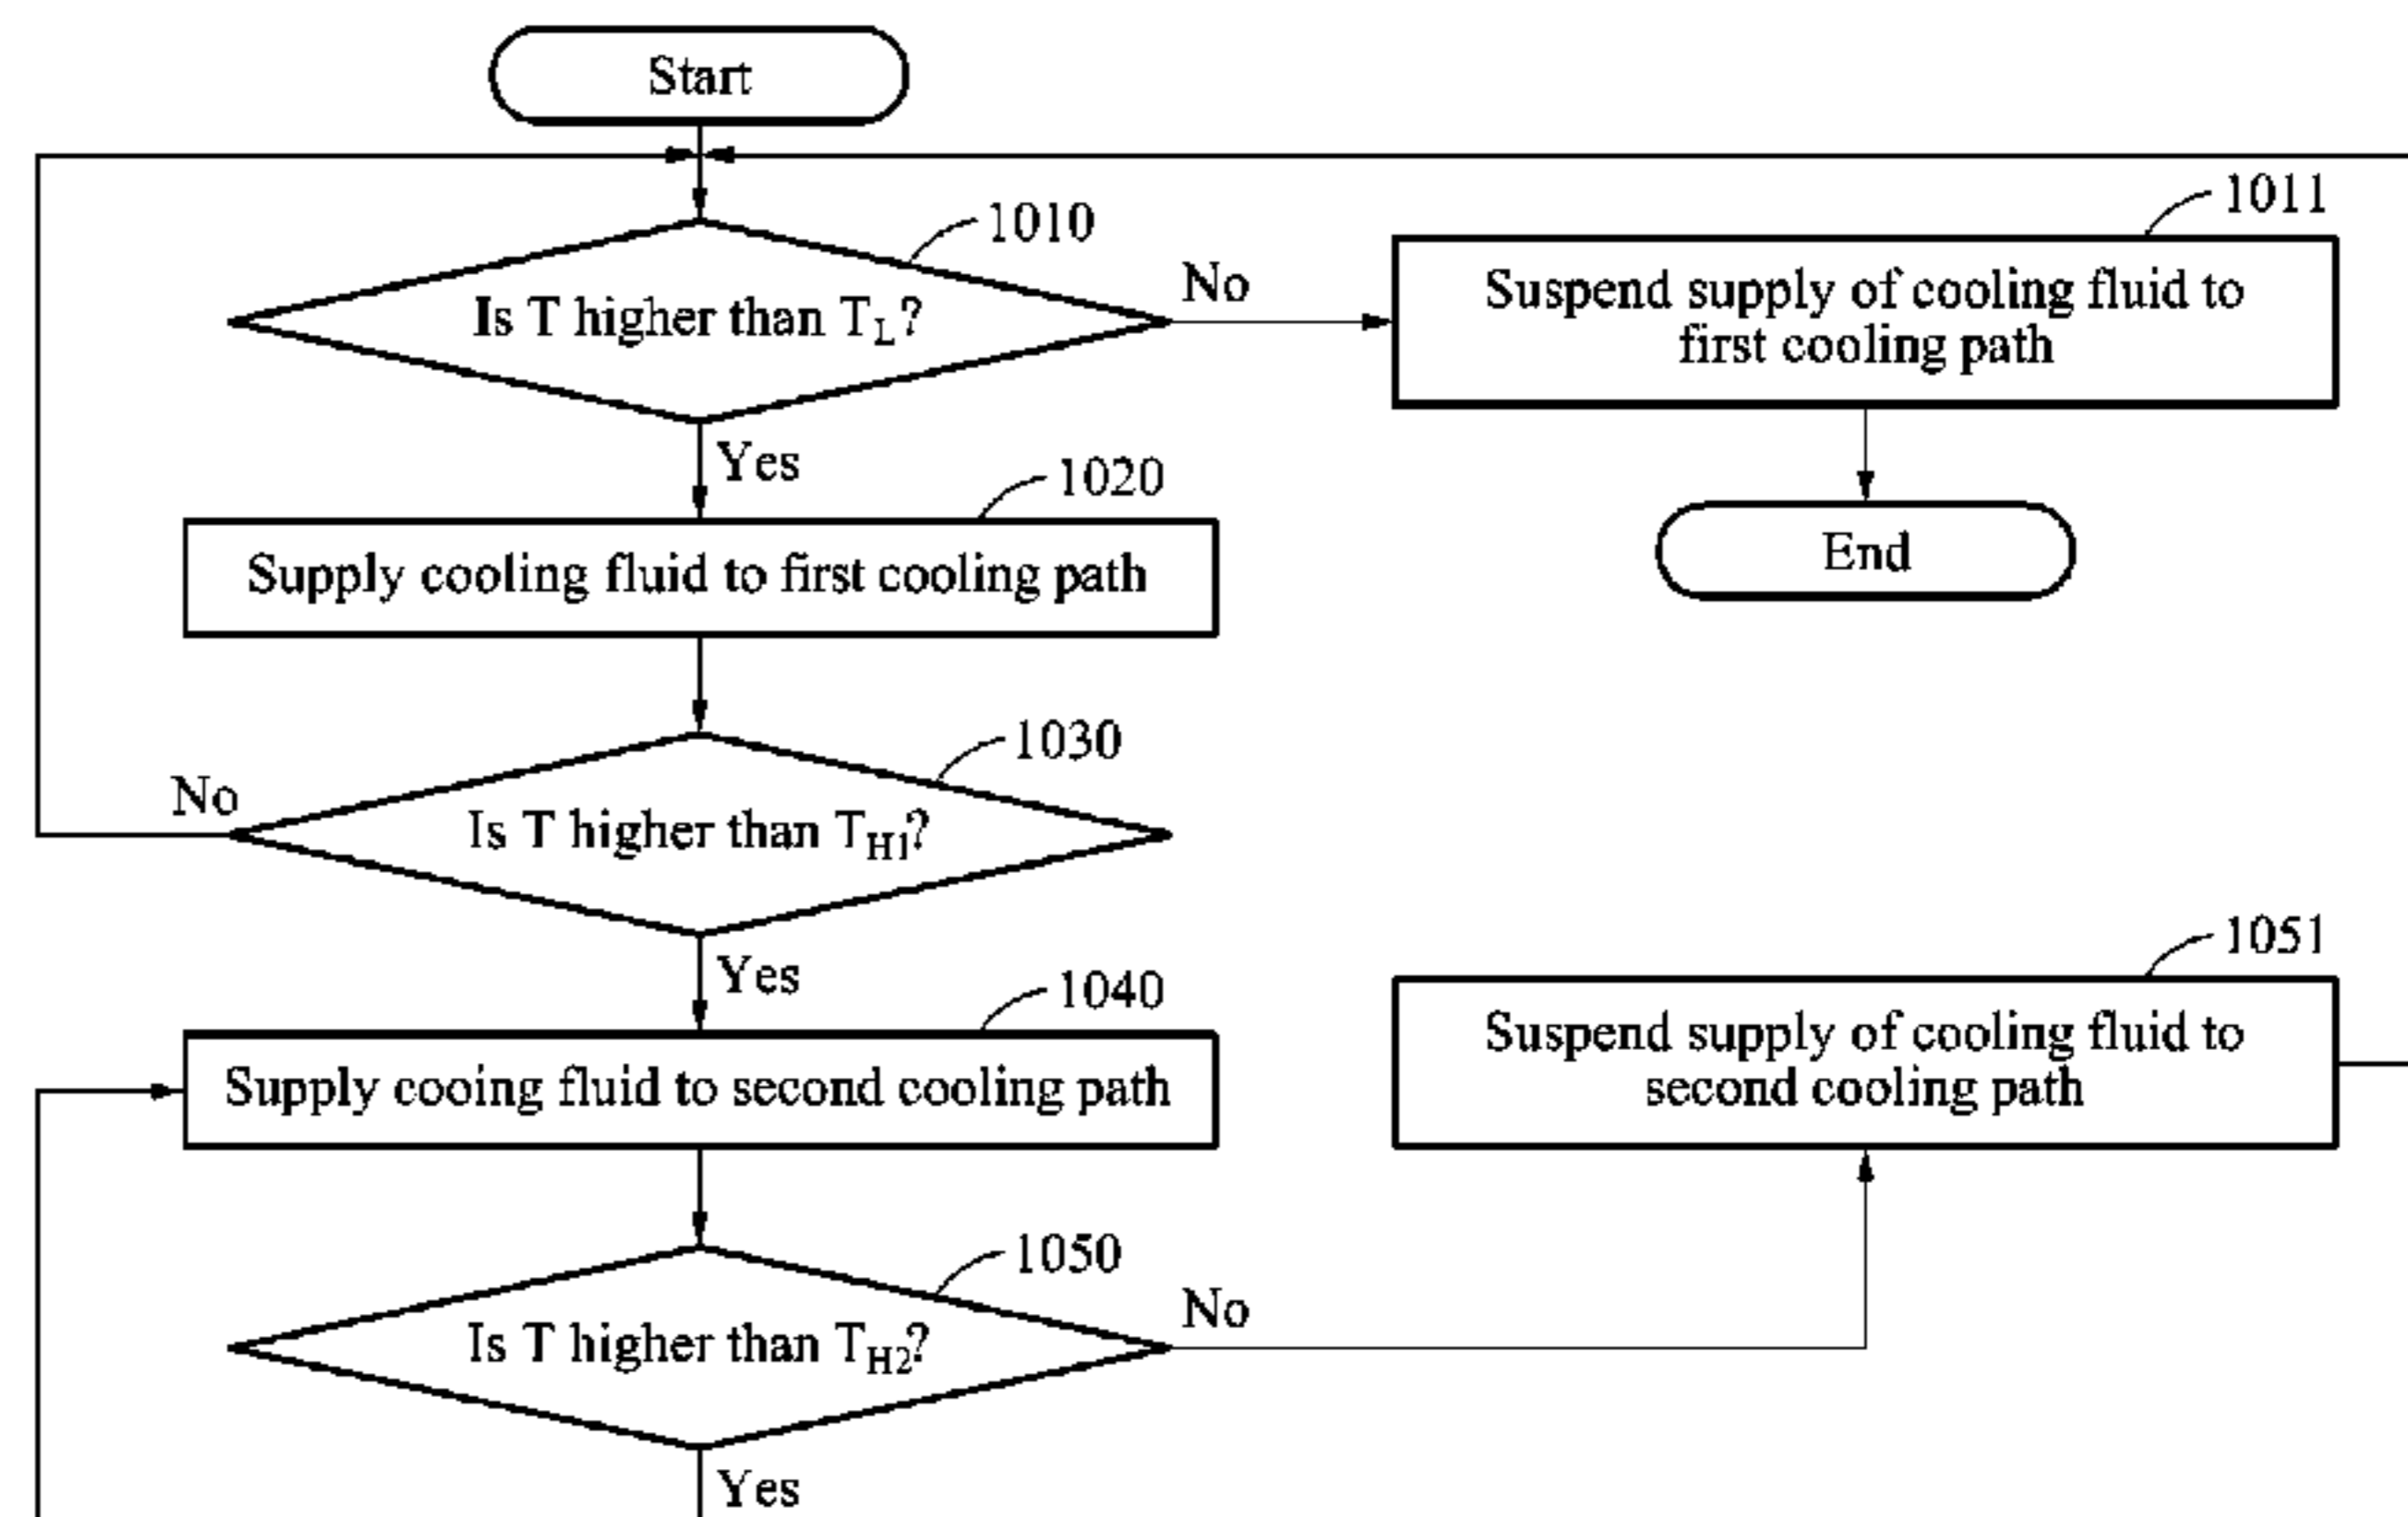 Start
1010
Is T higher than TL?
No
1011
Suspend supply of cooling fluid to
first cooling path
End
Yes
1020
Supply cooling fluid to first cooling path
1030
No
Is T higher than TH1?
Yes
1040
Supply cooing fluid to second cooling path
1051
Suspend supply of cooling fluid to
second cooling path
1050
Is T higher than TH2?
No
Yes